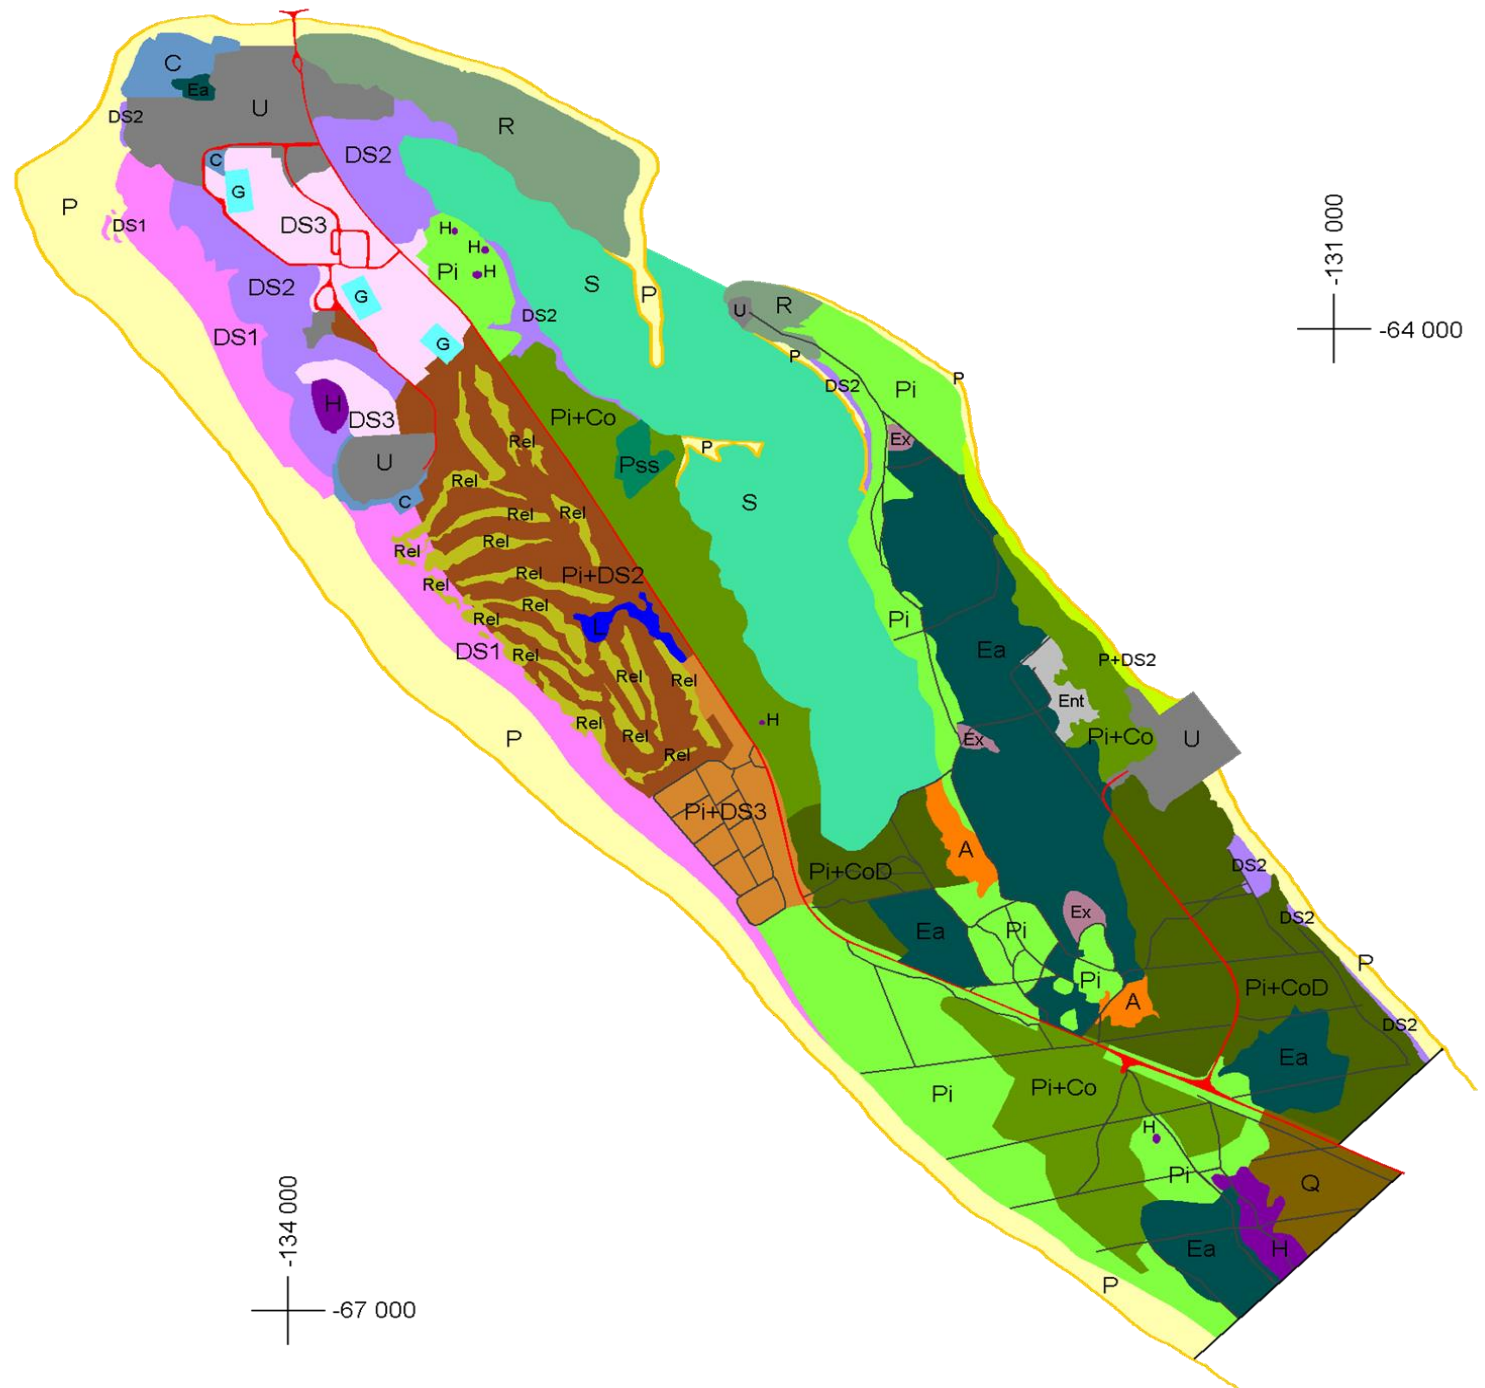 C
Ea
U
DS2
R
DS2
C
G
P
DS1
DS3
H
H
H
Pi
S
P
DS2
G
DS2
DS1
G
U
R
P
DS2
Pi
P
-131 000
-64 000
H
DS3
Pi+Co
Rel
Pss
P
Ex
U
C
Rel
S
Rel
Rel
Rel
Rel
Rel
Rel
Pi+DS2
Rel
Rel
L
Pi
DS1
Rel
Rel
Rel
Ea
P+DS2
Ent
Rel
H
Rel
Rel
P
Ex
Pi+Co
U
Pi+DS3
Pi+CoD
A
DS2
Ea
Pi
Ex
DS2
Pi
A
P
Pi+CoD
DS2
Ea
Pi
Pi+Co
H
Pi
Q
Ea
H
P
-134 000
-67 000